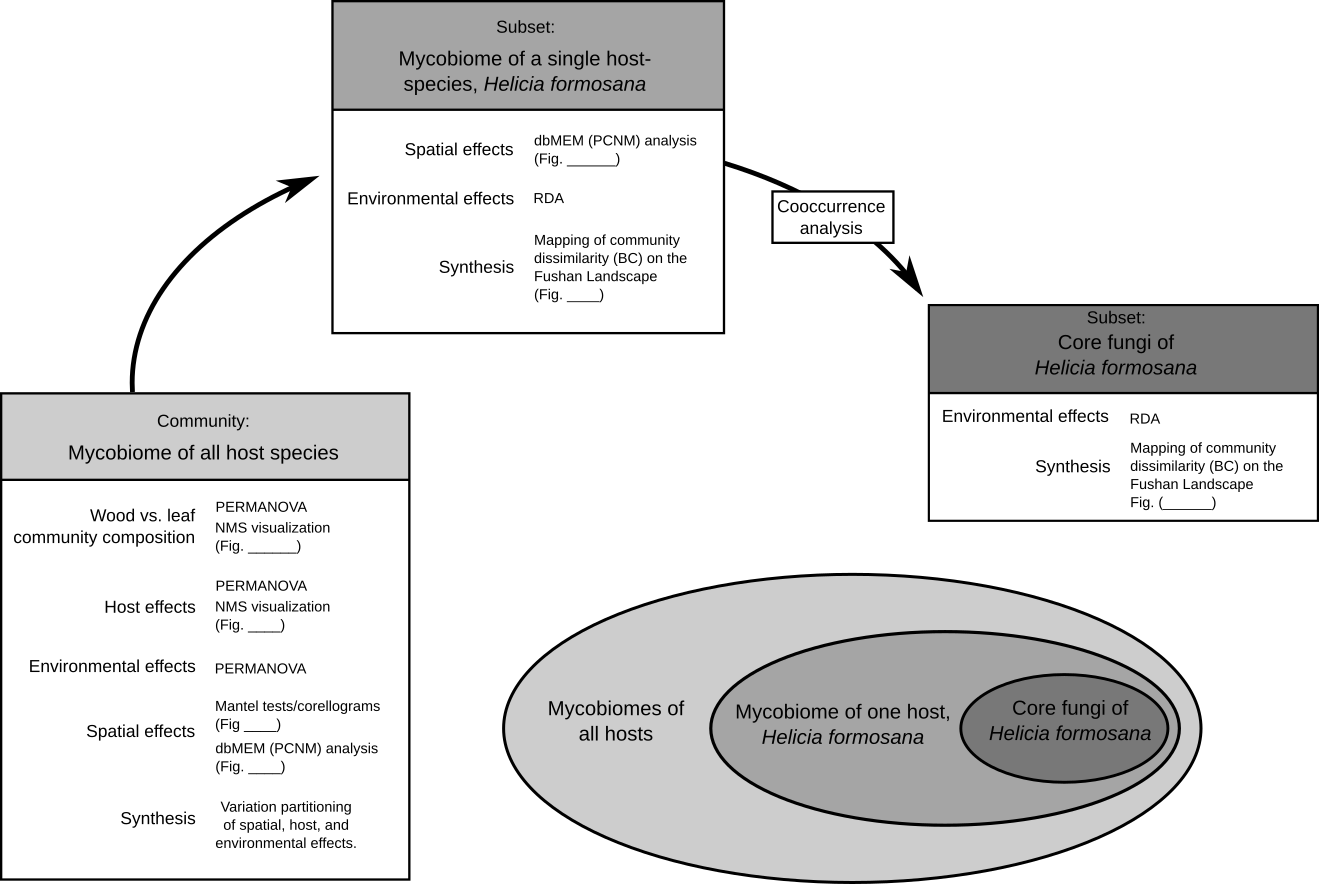 Subset:
Mycobiome of a single host-
species, Helicia formosana
Spatial effects
dbMEM (PCNM) analysis
(Fig. ______)
Environmental effects
RDA
Synthesis
Mapping of community
dissimilarity (BC) on the
Fushan Landscape
(Fig. ____)
Cooccurrence
analysis
Subset:
Core fungi of
Helicia formosana
Environmental effects
RDA
Synthesis
Mapping of community
dissimilarity (BC) on the
Fushan Landscape
Fig. (______)
Community:
Mycobiome of all host species
Wood vs. leaf
community composition
PERMANOVA
NMS visualization
(Fig. ______)
Host effects
PERMANOVA
NMS visualization
(Fig. ____)
Environmental effects
PERMANOVA
Spatial effects
Mantel tests/corellograms
(Fig ____)
dbMEM (PCNM) analysis
(Fig. ____)
Synthesis
Variation partitioning
of spatial, host, and
environmental effects.
Mycobiomes of
all hosts
Mycobiome of one host,
Helicia formosana
Core fungi of
Helicia formosana